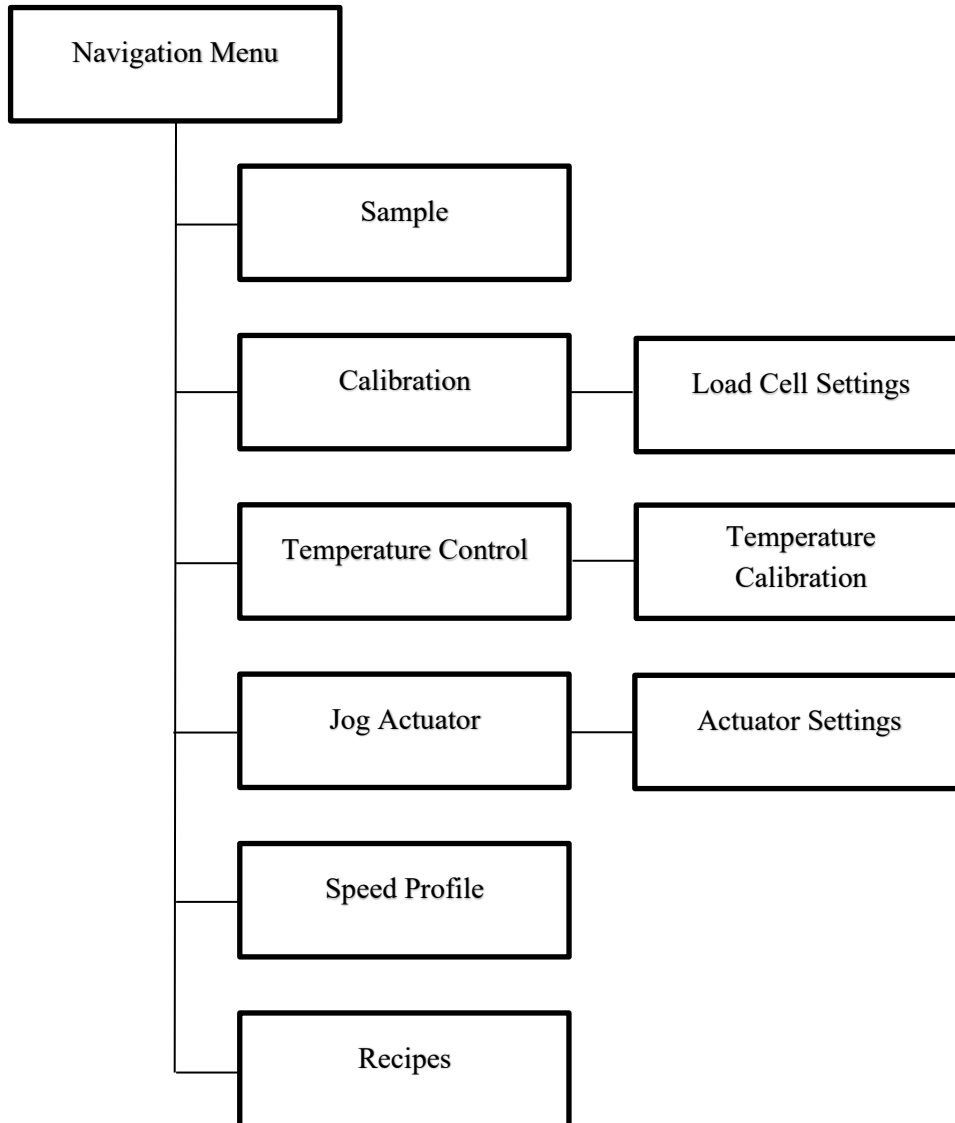 Navigation Menu
Sample
Calibration
Load Cell Settings
Temperature Control
Temperature
Calibration
Jog Actuator
Actuator Settings
Speed Profile
Recipes